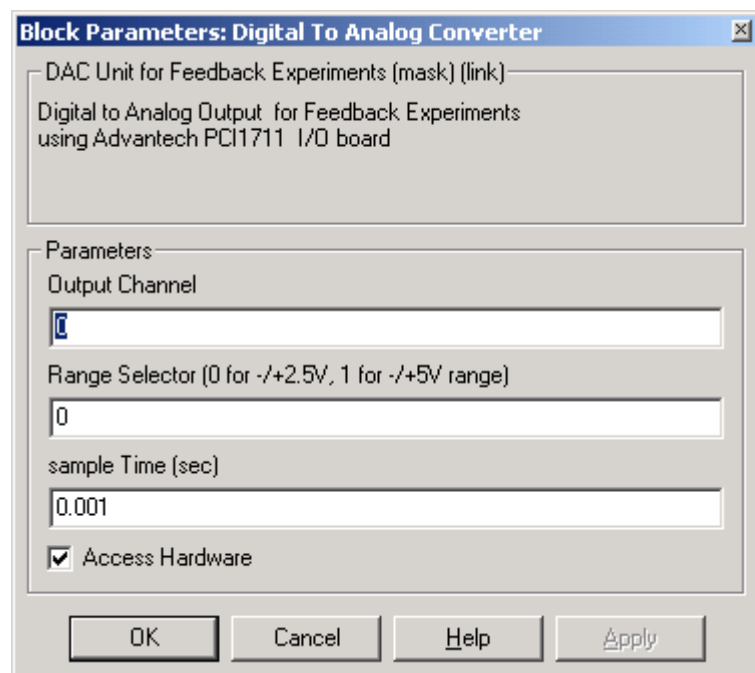 Block Parameters: Digital To Analog Converter
DAC Unit for Feedback Experiments (mask) (link)
Digital to Analog Output for Feedback Experiments
using Advantech PCI1711 I/O board
Parameters
Output Channel
0
Range Selector (0 for -/+2.5V, 1 for -/+5V range)
0
sample Time (sec)
0.001
Access Hardware
OK Cancel Help Apply